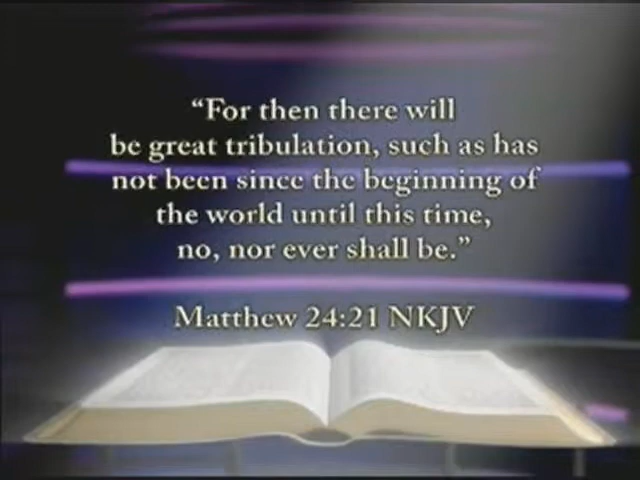 “For then there will
be great tribulation, such as has
not been since the beginning of
the world until this time,
no, nor ever shall be.”
Matthew 24:21 NKJV